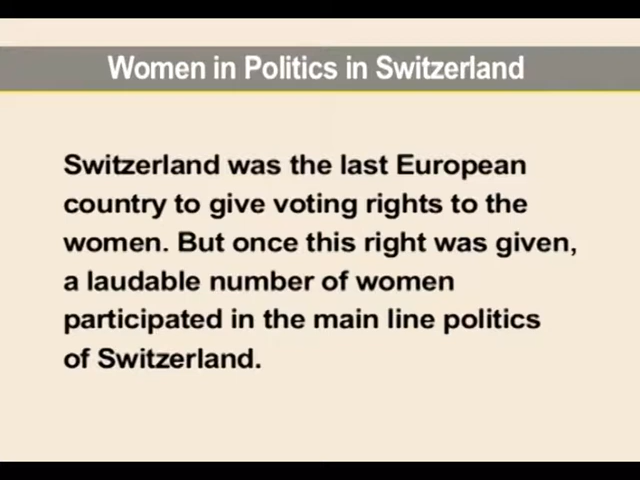 Women in Politics in Switzerland
Switzerland was the last European
country to give voting rights to the
women. But once this right was given,
a laudable number of women
participated in the main line politics
of Switzerland.